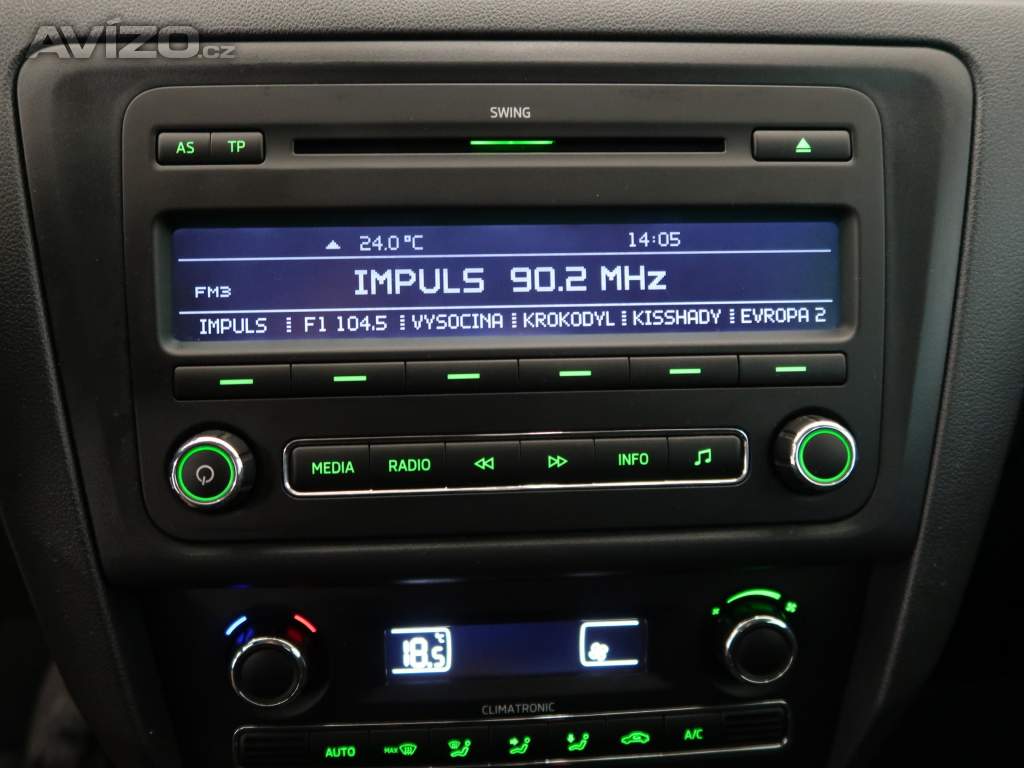 AVÍZO.cz
SWING
AS TP
24.0 °C 14:05
FM3 IMPULS 90.2 MHz
IMPULS F1 104.5 VYSOCINA KROKODYL KISSHADY EVROPA 2
MEDIA RADIO INFO
18.5 °C
CLIMATRONIC
AUTO MAX A/C